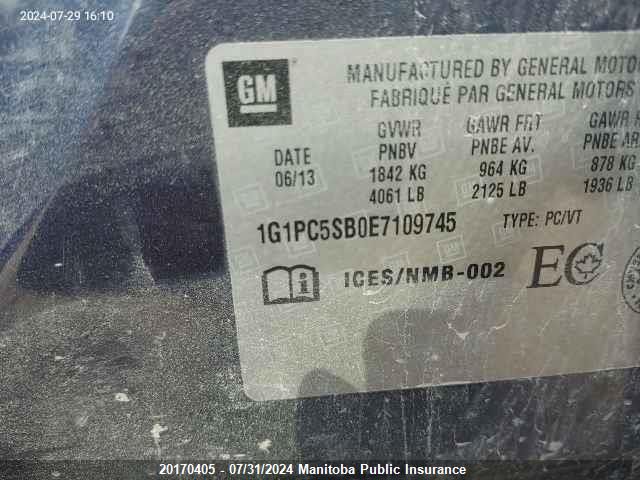 2024-07-29 16:10
GM
MANUFACTURED BY GENERAL MOTOR
FABRIQUÉ PAR GENERAL MOTORS
GVWR GAWR FRT GAWR
DATE PNBV PNBE AV. PNBE AR
06/13 1842 KG 964 KG 878 KG
4061 LB 2125 LB 1936 LB
1G1PC5SB0E7109745 TYPE: PC/VT
ICES/NMB-002 EC
20170405 - 07/31/2024 Manitoba Public Insurance